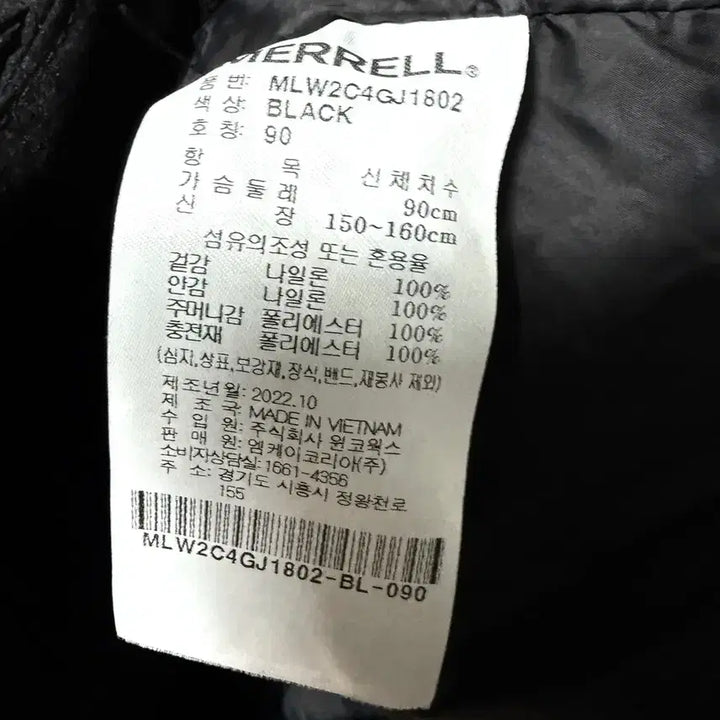 MERRELL®
품 번: MLW2C4GJ1802
색 상: BLACK
호 칭: 90
항 목 신체치수
가 슴 둘 레 90cm
신 장 150~160cm
섬유의조성 또는 혼용율
겉감 나일론 100%
안감 나일론 100%
주머니감 폴리에스터 100%
충전재 폴리에스터 100%
(심지,상표,보강재,장식,밴드,재봉사 제외)
제조년월: 2022.10
제 조 국: MADE IN VIETNAM
수 입 원: 주식회사 윈코웍스
판 매 원: 엠케이코리아(주)
소비자상담실: 1661-4356
주 소: 경기도 시흥시 정왕천로
155
MLW2C4GJ1802-BL-090